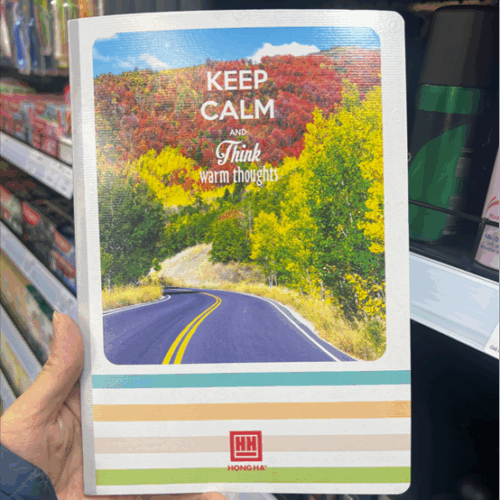 KEEP
CALM
AND
Think
warm thoughts
HH
HONG HA